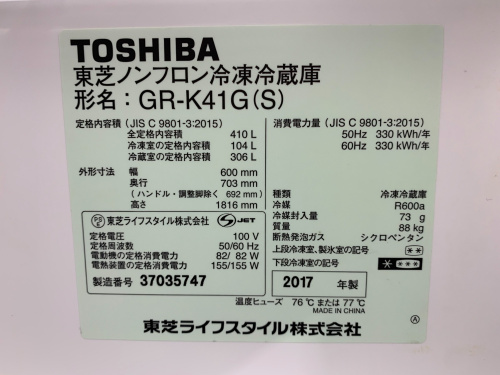 TOSHIBA
東芝ノンフロン冷凍冷蔵庫
形名：GR-K41G(S)
定格内容積（JIS C 9801-3:2015）
全定格内容積 410 L
冷凍室の定格内容積 104 L
冷蔵室の定格内容積 306 L
外形寸法 幅 600 mm
奥行 703 mm
（ハンドル・調整脚除く 692 mm）
高さ 1816 mm
PSE 東芝ライフスタイル株式会社 S-JET
定格電圧 100 V
定格周波数 50/60 Hz
電動機の定格消費電力 82/ 82 W
電熱装置の定格消費電力 155/155 W
製造番号 37035747
消費電力量（JIS C 9801-3:2015）
50Hz 330 kWh/年
60Hz 330 kWh/年
種類 冷凍冷蔵庫
冷媒 R600a
冷媒封入量 73 g
質量 88 kg
断熱発泡ガス シクロペンタン
上段冷凍室、製氷室の記号
下段冷凍室の記号
2017 年製
温度ヒューズ 76℃ または 77℃
MADE IN CHINA
東芝ライフスタイル株式会社 Ⓐ